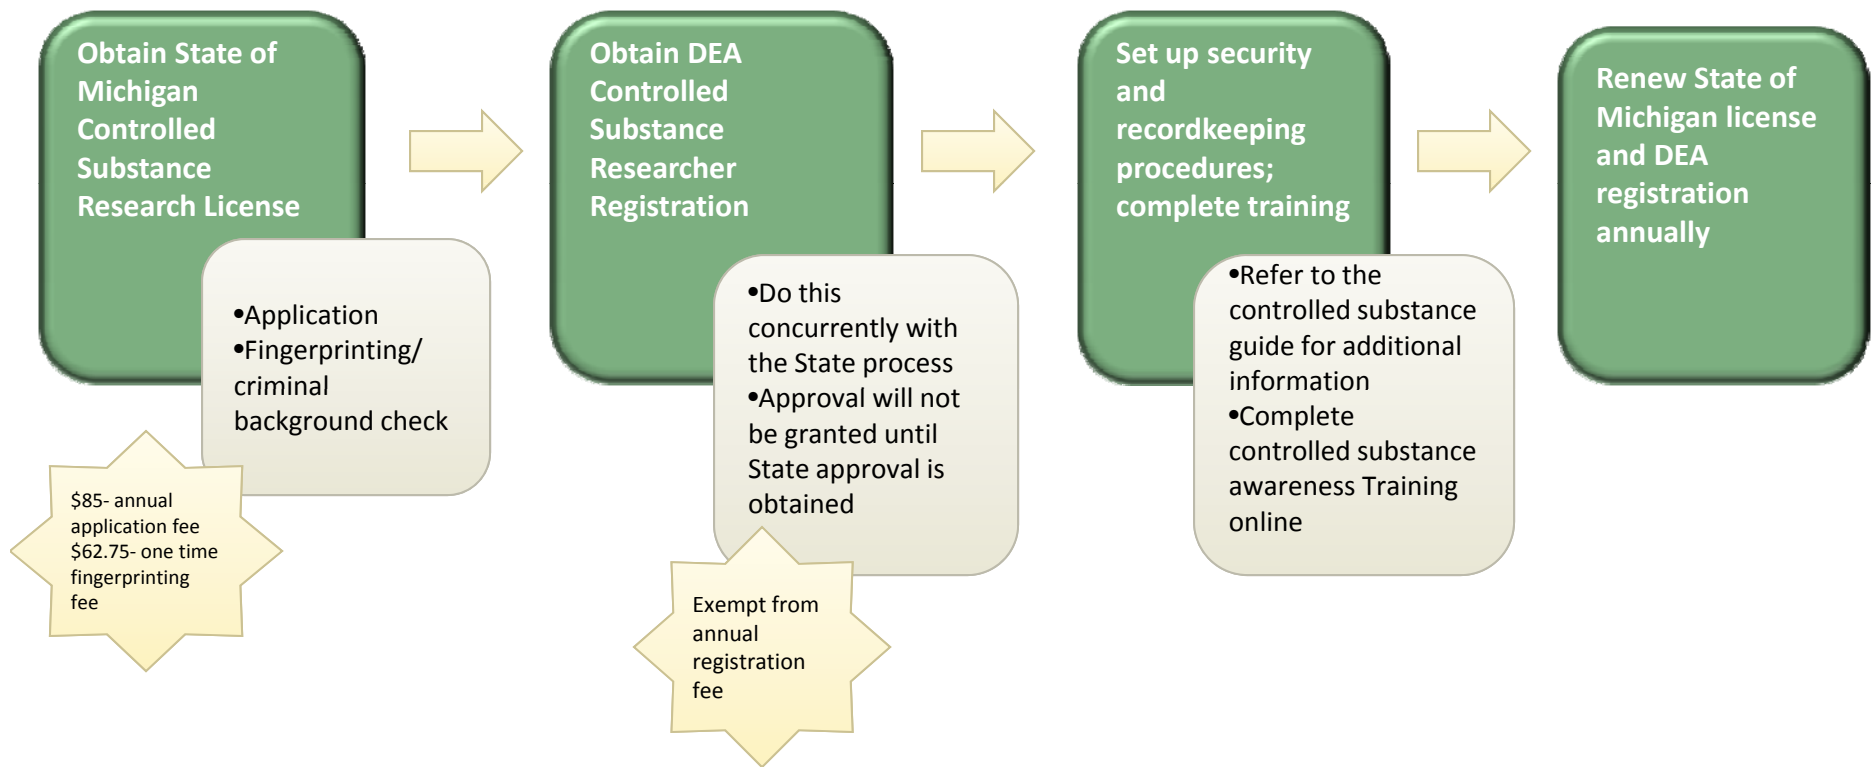 Obtain State of
Michigan
Controlled
Substance
Research License
•Application
•Fingerprinting/
criminal
background check
$85- annual
application fee
$62.75- one time
fingerprinting
fee
Obtain DEA
Controlled
Substance
Researcher
Registration
•Do this
concurrently with
the State process
•Approval will not
be granted until
State approval is
obtained
Exempt from
annual
registration
fee
Set up security
and
recordkeeping
procedures;
complete training
•Refer to the
controlled substance
guide for additional
information
•Complete
controlled substance
awareness Training
online
Renew State of
Michigan license
and DEA
registration
annually